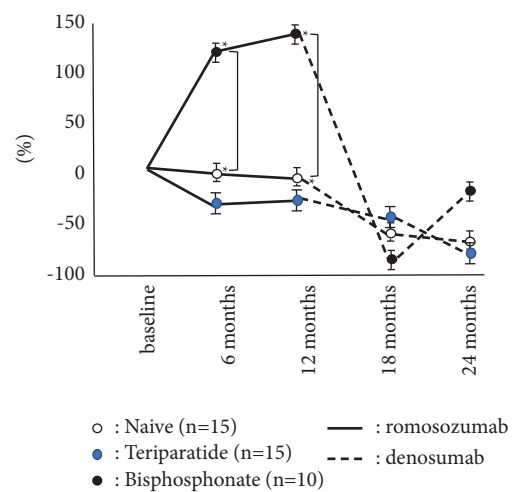 150
100
50
0
-50
-100
(%)
baseline
6 months
12 months
18 months
24 months
*
*
*
*
: Naive (n=15)
: Teriparatide (n=15)
: Bisphosphonate (n=10)
: romosozumab
: denosumab